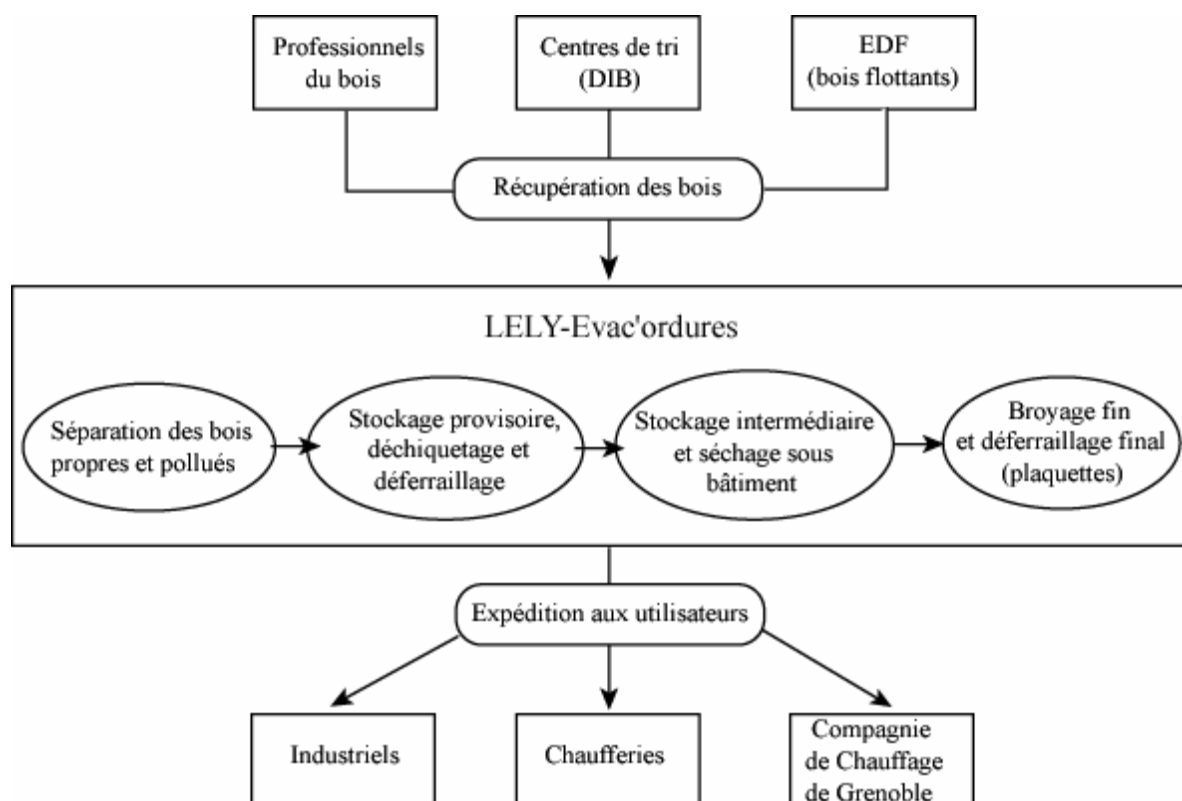 Professionnels
du bois
Centres de tri
(DIB)
EDF
(bois flottants)
Récupération des bois
LELY-Evac'ordures
Séparation des bois
propres et pollués
Stockage provisoire,
déchiquetage et
déferraillage
Stockage intermédiaire
et séchage sous
bâtiment
Broyage fin
et déferraillage final
(plaquettes)
Expédition aux utilisateurs
Industriels
Chaufferies
Compagnie
de Chauffage
de Grenoble